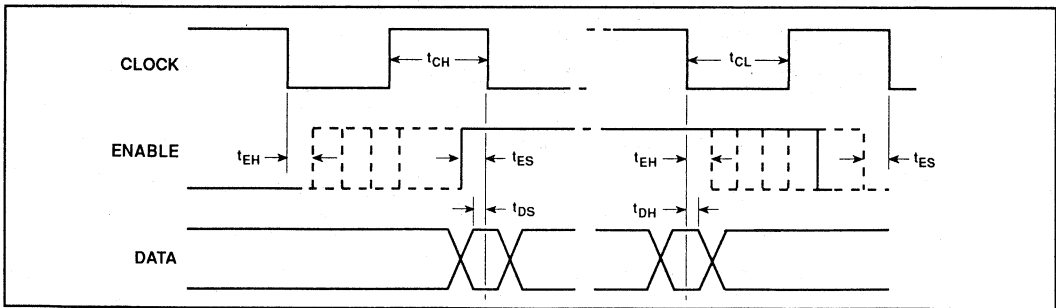 CLOCK
tCH
tCL
ENABLE
tEH
tES
tEH
tES
tDS
tDH
DATA